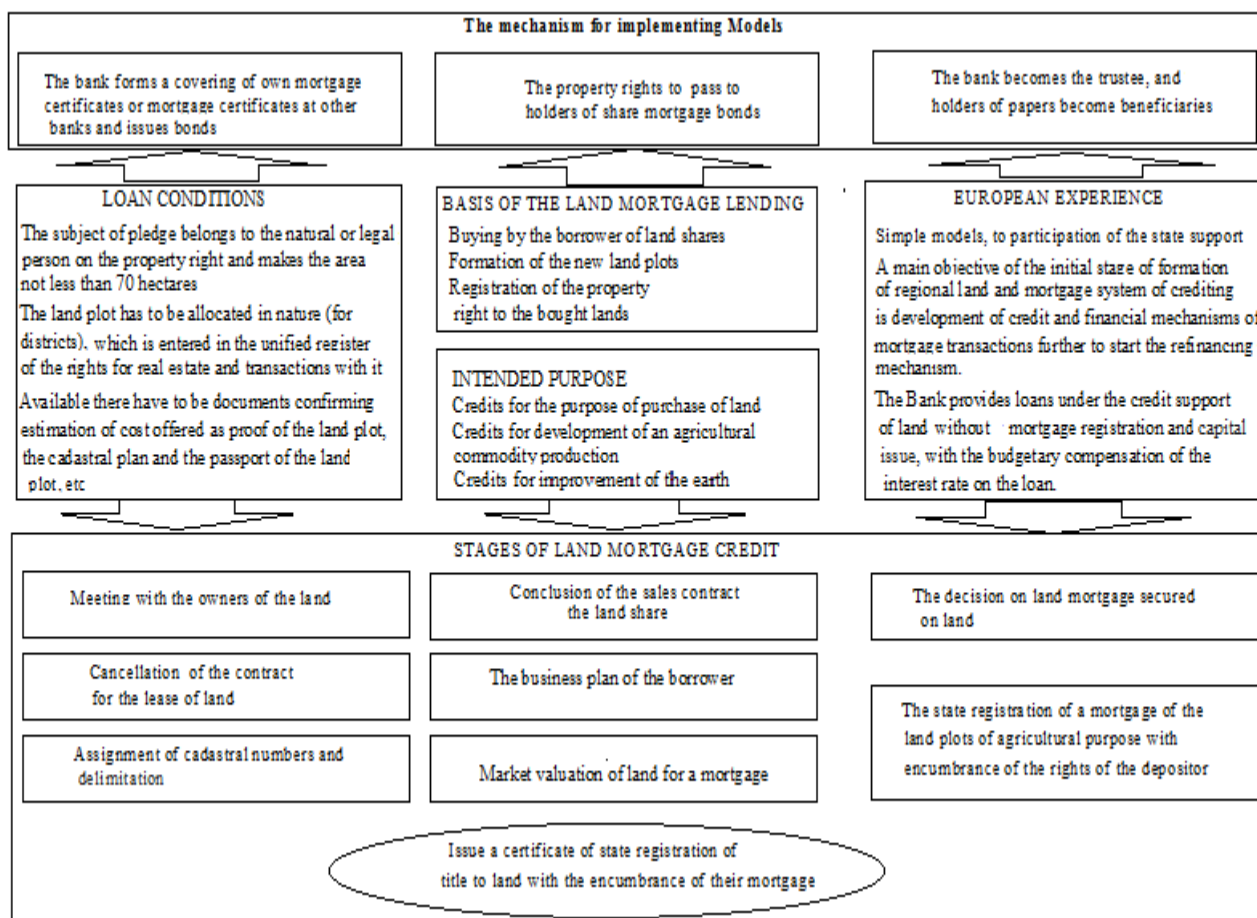 The mechanism for implementing Models
The bank forms a covering of own mortgage
certificates or mortgage certificates at other
banks and issues bonds
The property rights to pass to
holders of share mortgage bonds
The bank becomes the trustee, and
holders of papers become beneficiaries
LOAN CONDITIONS
The subject of pledge belongs to the natural or legal
person on the property right and makes the area
not less than 70 hectares
The land plot has to be allocated in nature (for
districts), which is entered in the unified register
of the rights for real estate and transactions with it
Available there have to be documents confirming
estimation of cost offered as proof of the land plot,
the cadastral plan and the passport of the land
plot, etc
BASIS OF THE LAND MORTGAGE LENDING
Buying by the borrower of land shares
Formation of the new land plots
Registration of the property
right to the bought lands
INTENDED PURPOSE
Credits for the purpose of purchase of land
Credits for development of an agricultural
commodity production
Credits for improvement of the earth
EUROPEAN EXPERIENCE
Simple models, to participation of the state support
A main objective of the initial stage of formation
of regional land and mortgage system of crediting
is development of credit and financial mechanisms of
mortgage transactions further to start the refinancing
mechanism.
The Bank provides loans under the credit support
of land without mortgage registration and capital
issue, with the budgetary compensation of the
interest rate on the loan.
STAGES OF LAND MORTGAGE CREDIT
Meeting with the owners of the land
Cancellation of the contract
for the lease of land
Assignment of cadastral numbers and
delimitation
Conclusion of the sales contract
the land share
The business plan of the borrower
Market valuation of land for a mortgage
The decision on land mortgage secured
on land
The state registration of a mortgage of the
land plots of agricultural purpose with
encumbrance of the rights of the depositor
Issue a certificate of state registration of
title to land with the encumbrance of their mortgage